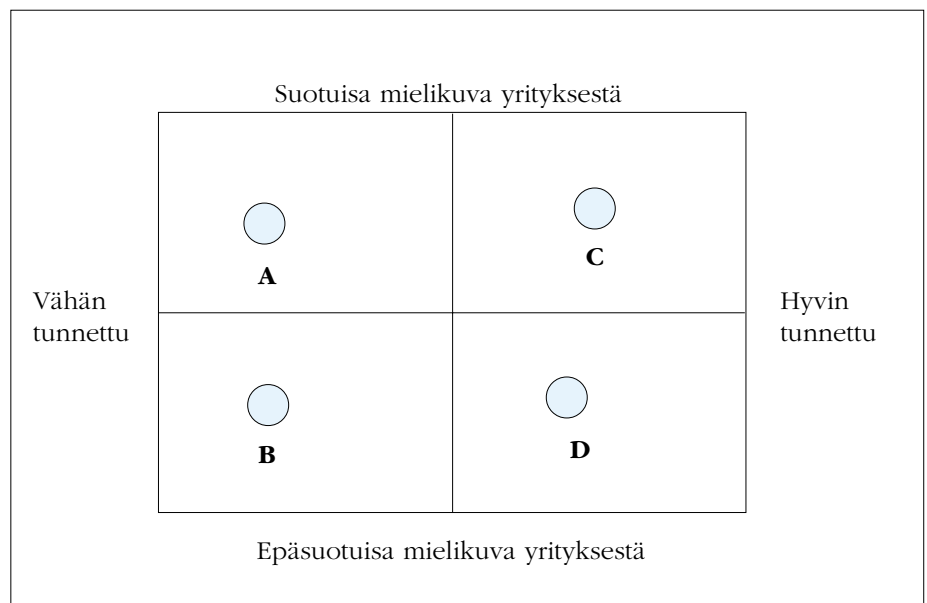 Suotuisa mielikuva yrityksestä
A
C
Vähän
tunnettu
Hyvin
tunnettu
B
D
Epäsuotuisa mielikuva yrityksestä